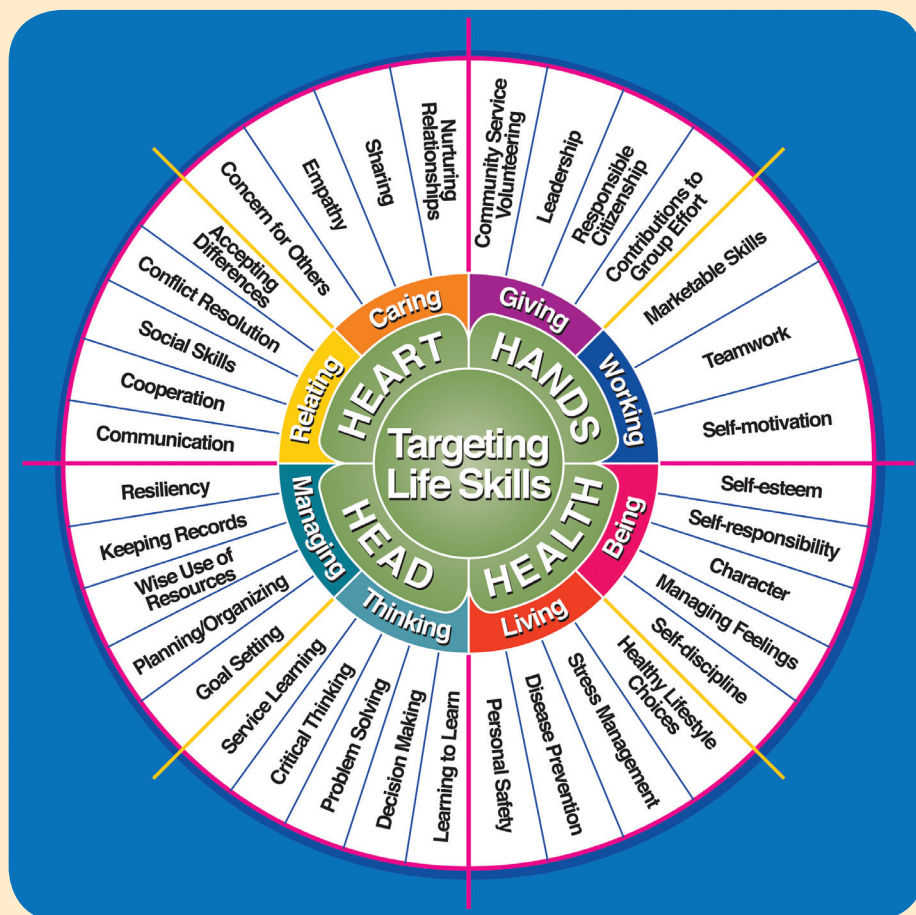 Targeting
Life Skills
HEART
HANDS
HEALTH
HEAD
Caring
Giving
Working
Being
Living
Thinking
Managing
Relating
Community Service
Volunteering
Leadership
Responsible
Citizenship
Contributions to
Group Effort
Marketable Skills
Teamwork
Self-motivation
Self-esteem
Self-responsibility
Character
Managing Feelings
Self-discipline
Healthy Lifestyle
Choices
Stress Management
Disease Prevention
Personal Safety
Learning to Learn
Decision Making
Problem Solving
Critical Thinking
Service Learning
Goal Setting
Planning/Organizing
Wise Use of
Resources
Keeping Records
Resiliency
Communication
Cooperation
Social Skills
Conflict Resolution
Accepting
Differences
Concern for Others
Empathy
Sharing
Nurturing
Relationships